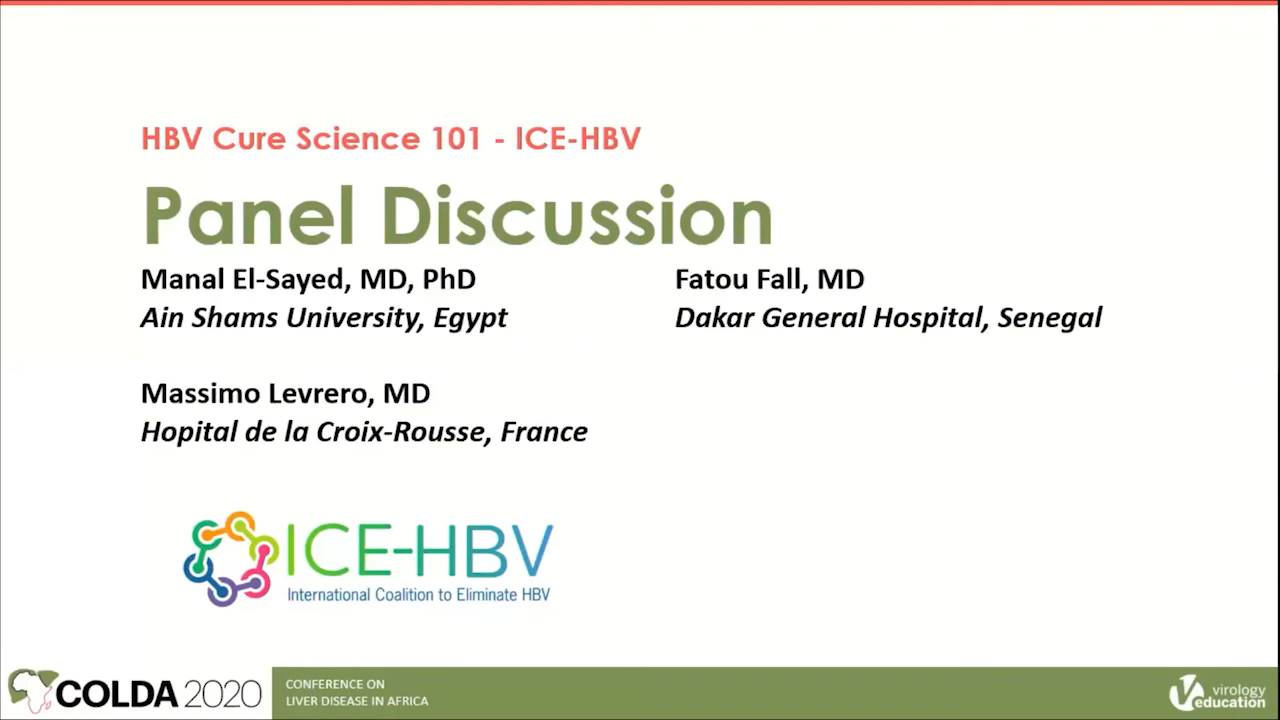 HBV Cure Science 101 - ICE-HBV
Panel Discussion
Manal El-Sayed, MD, PhD
Ain Shams University, Egypt
Fatou Fall, MD
Dakar General Hospital, Senegal
Massimo Levrero, MD
Hopital de la Croix-Rousse, France
ICE-HBV
International Coalition to Eliminate HBV
COLDA 2020
CONFERENCE ON
LIVER DISEASE IN AFRICA
virology
education